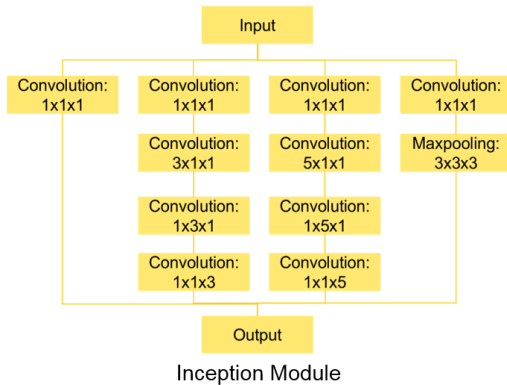 Input
Convolution:
1x1x1
Convolution:
1x1x1
Convolution:
1x1x1
Convolution:
1x1x1
Convolution:
3x1x1
Convolution:
5x1x1
Maxpooling:
3x3x3
Convolution:
1x3x1
Convolution:
1x5x1
Convolution:
1x1x3
Convolution:
1x1x5
Output
Inception Module